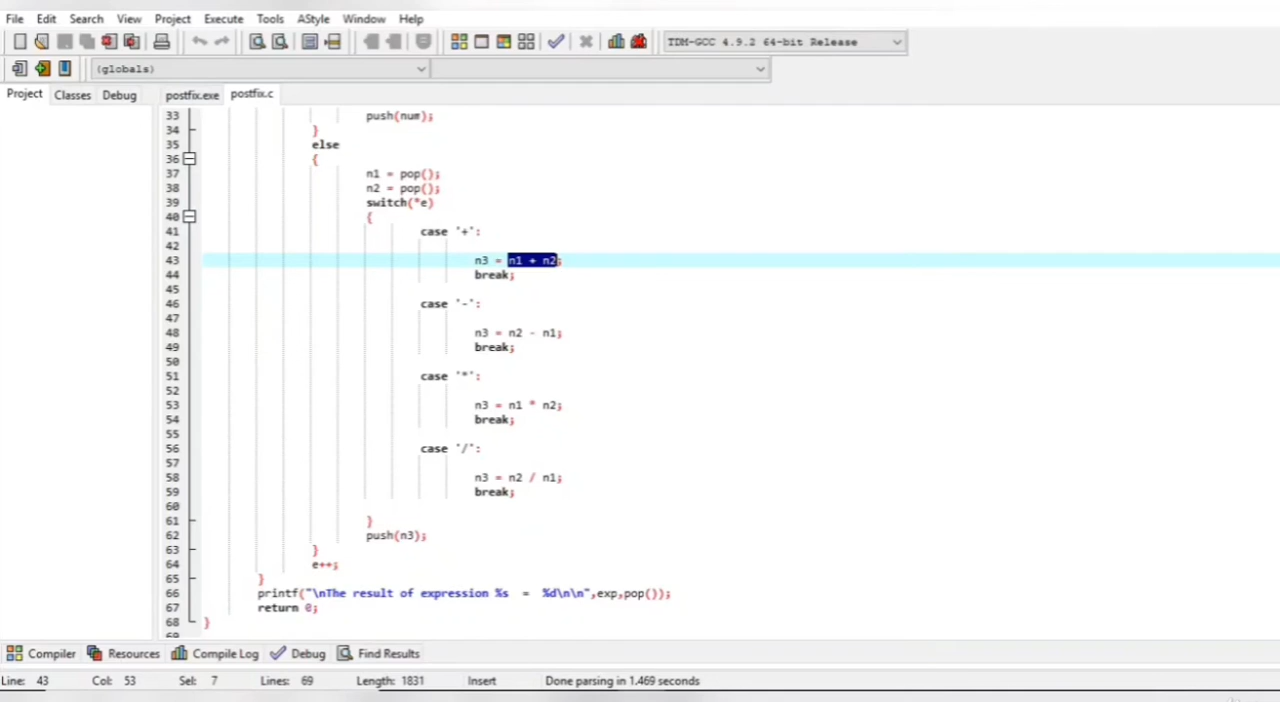 File Edit Search View Project Execute Tools AStyle Window Help
TDM-GCC 4.9.2 64-bit Release
(globals)
Project Classes Debug postfix.exe postfix.c
33 push(num);
34 }
35 else
36 {
37 n1 = pop();
38 n2 = pop();
39 switch(*e)
40 {
41 case '+':
42
43 n3 = n1 + n2;
44 break;
45
46 case '-':
47
48 n3 = n2 - n1;
49 break;
50
51 case '*':
52
53 n3 = n1 * n2;
54 break;
55
56 case '/':
57
58 n3 = n2 / n1;
59 break;
60
61 }
62 push(n3);
63 }
64 e++;
65 }
66 printf("\nThe result of expression %s = %d\n\n",exp,pop());
67 return 0;
68 }
69
Compiler Resources Compile Log Debug Find Results
Line: 43 Col: 53 Sel: 7 Lines: 69 Length: 1831 Insert Done parsing in 1.469 seconds